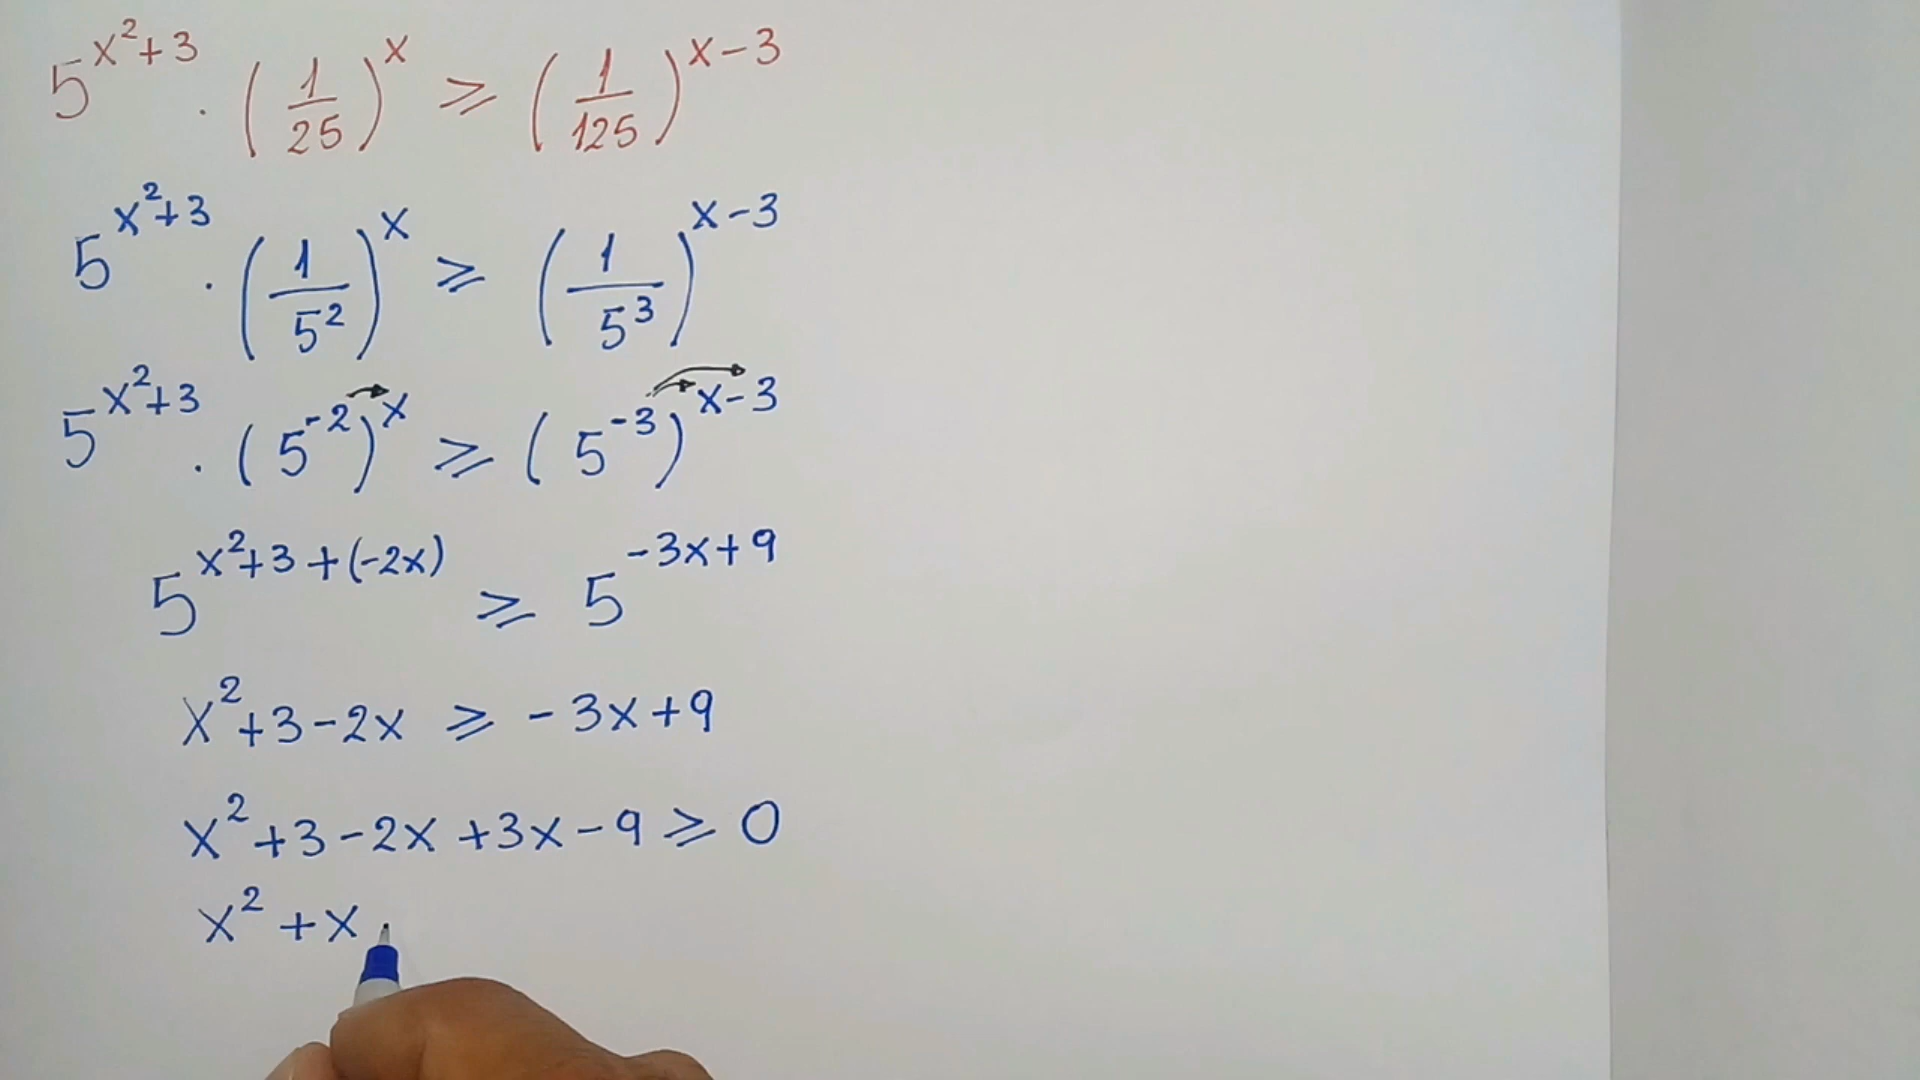 5^{x²+3} · (1/25)^x ⩾ (1/125)^{x-3}
5^{x²+3} · (1/5²)^x ⩾ (1/5³)^{x-3}
5^{x²+3} · (5^{-2})^x ⩾ (5^{-3})^{x-3}
5^{x²+3+(-2x)} ⩾ 5^{-3x+9}
x²+3-2x ⩾ -3x+9
x²+3-2x+3x-9 ⩾ 0
x²+x